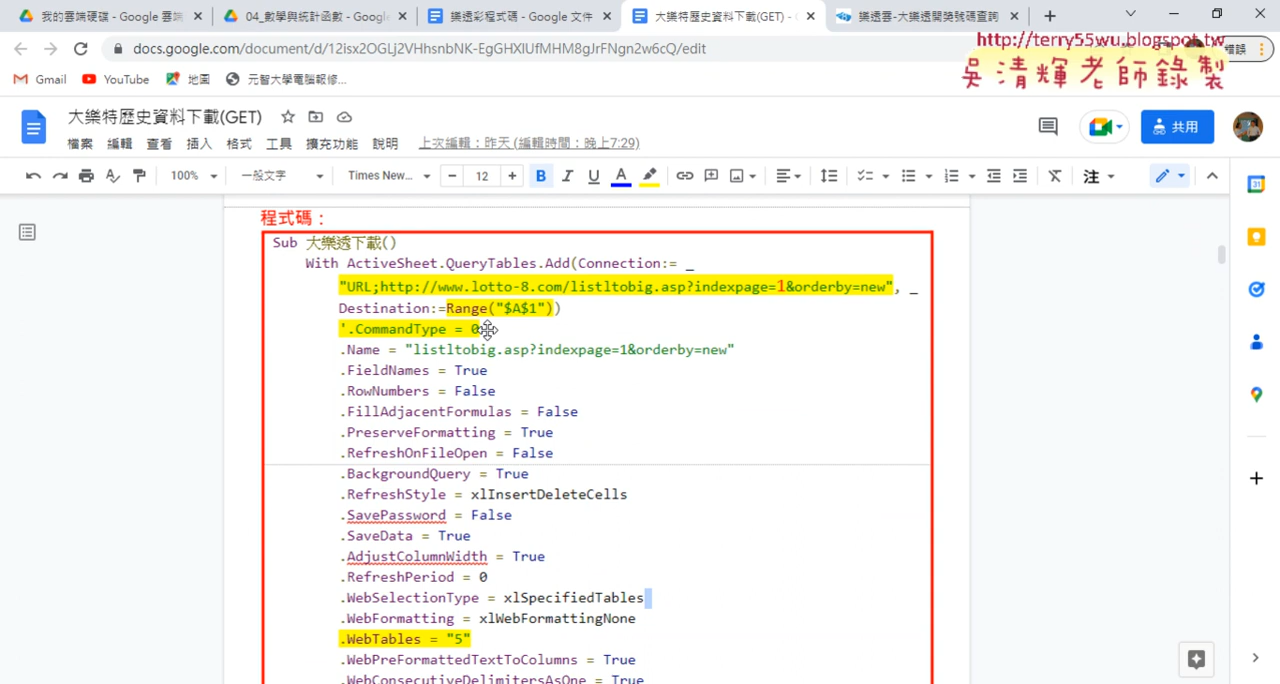 我的雲端硬碟 - Google 雲端
04_數學與統計函數 - Google
樂透彩程式碼 - Google 文件
大樂特歷史資料下載(GET) -
樂透雲-大樂透開獎號碼查詢
docs.google.com/document/d/12isx2OGLj2VHhsnbNK-EgGHXIUfMHM8gJrFNgn2w6cQ/edit
http://terry55wu.blogspot.tw
錯誤
吳清輝老師錄製
Gmail
YouTube
地圖
元智大學電腦報修...
大樂特歷史資料下載(GET)
檔案 編輯 查看 插入 格式 工具 擴充功能 說明 上次編輯：昨天 (編輯時間：晚上7:29)
共用
100% 一般文字 Times New... − 12 + B I U A 注
程式碼：
Sub 大樂透下載()
With ActiveSheet.QueryTables.Add(Connection:= _
"URL;http://www.lotto-8.com/listltobig.asp?indexpage=1&orderby=new", _
Destination:=Range("$A$1"))
'.CommandType = 0
.Name = "listltobig.asp?indexpage=1&orderby=new"
.FieldNames = True
.RowNumbers = False
.FillAdjacentFormulas = False
.PreserveFormatting = True
.RefreshOnFileOpen = False
.BackgroundQuery = True
.RefreshStyle = xlInsertDeleteCells
.SavePassword = False
.SaveData = True
.AdjustColumnWidth = True
.RefreshPeriod = 0
.WebSelectionType = xlSpecifiedTables
.WebFormatting = xlWebFormattingNone
.WebTables = "5"
.WebPreFormattedTextToColumns = True
.WebConsecutiveDelimitersAsOne = True